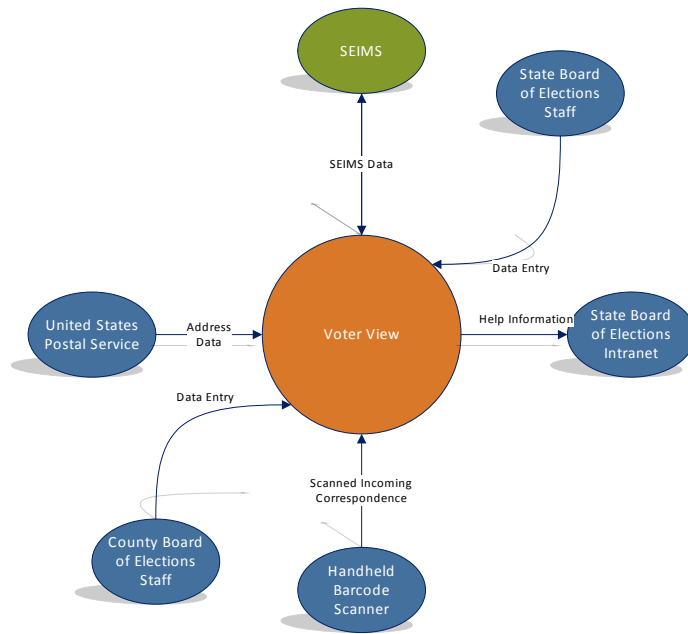 SEIMS
State Board
of Elections
Staff
SEIMS Data
Data Entry
United States
Postal Service
Address
Data
Voter View
Help Information
State Board
of Elections
Intranet
Data Entry
Scanned Incoming
Correspondence
County Board
of Elections
Staff
Handheld
Barcode
Scanner